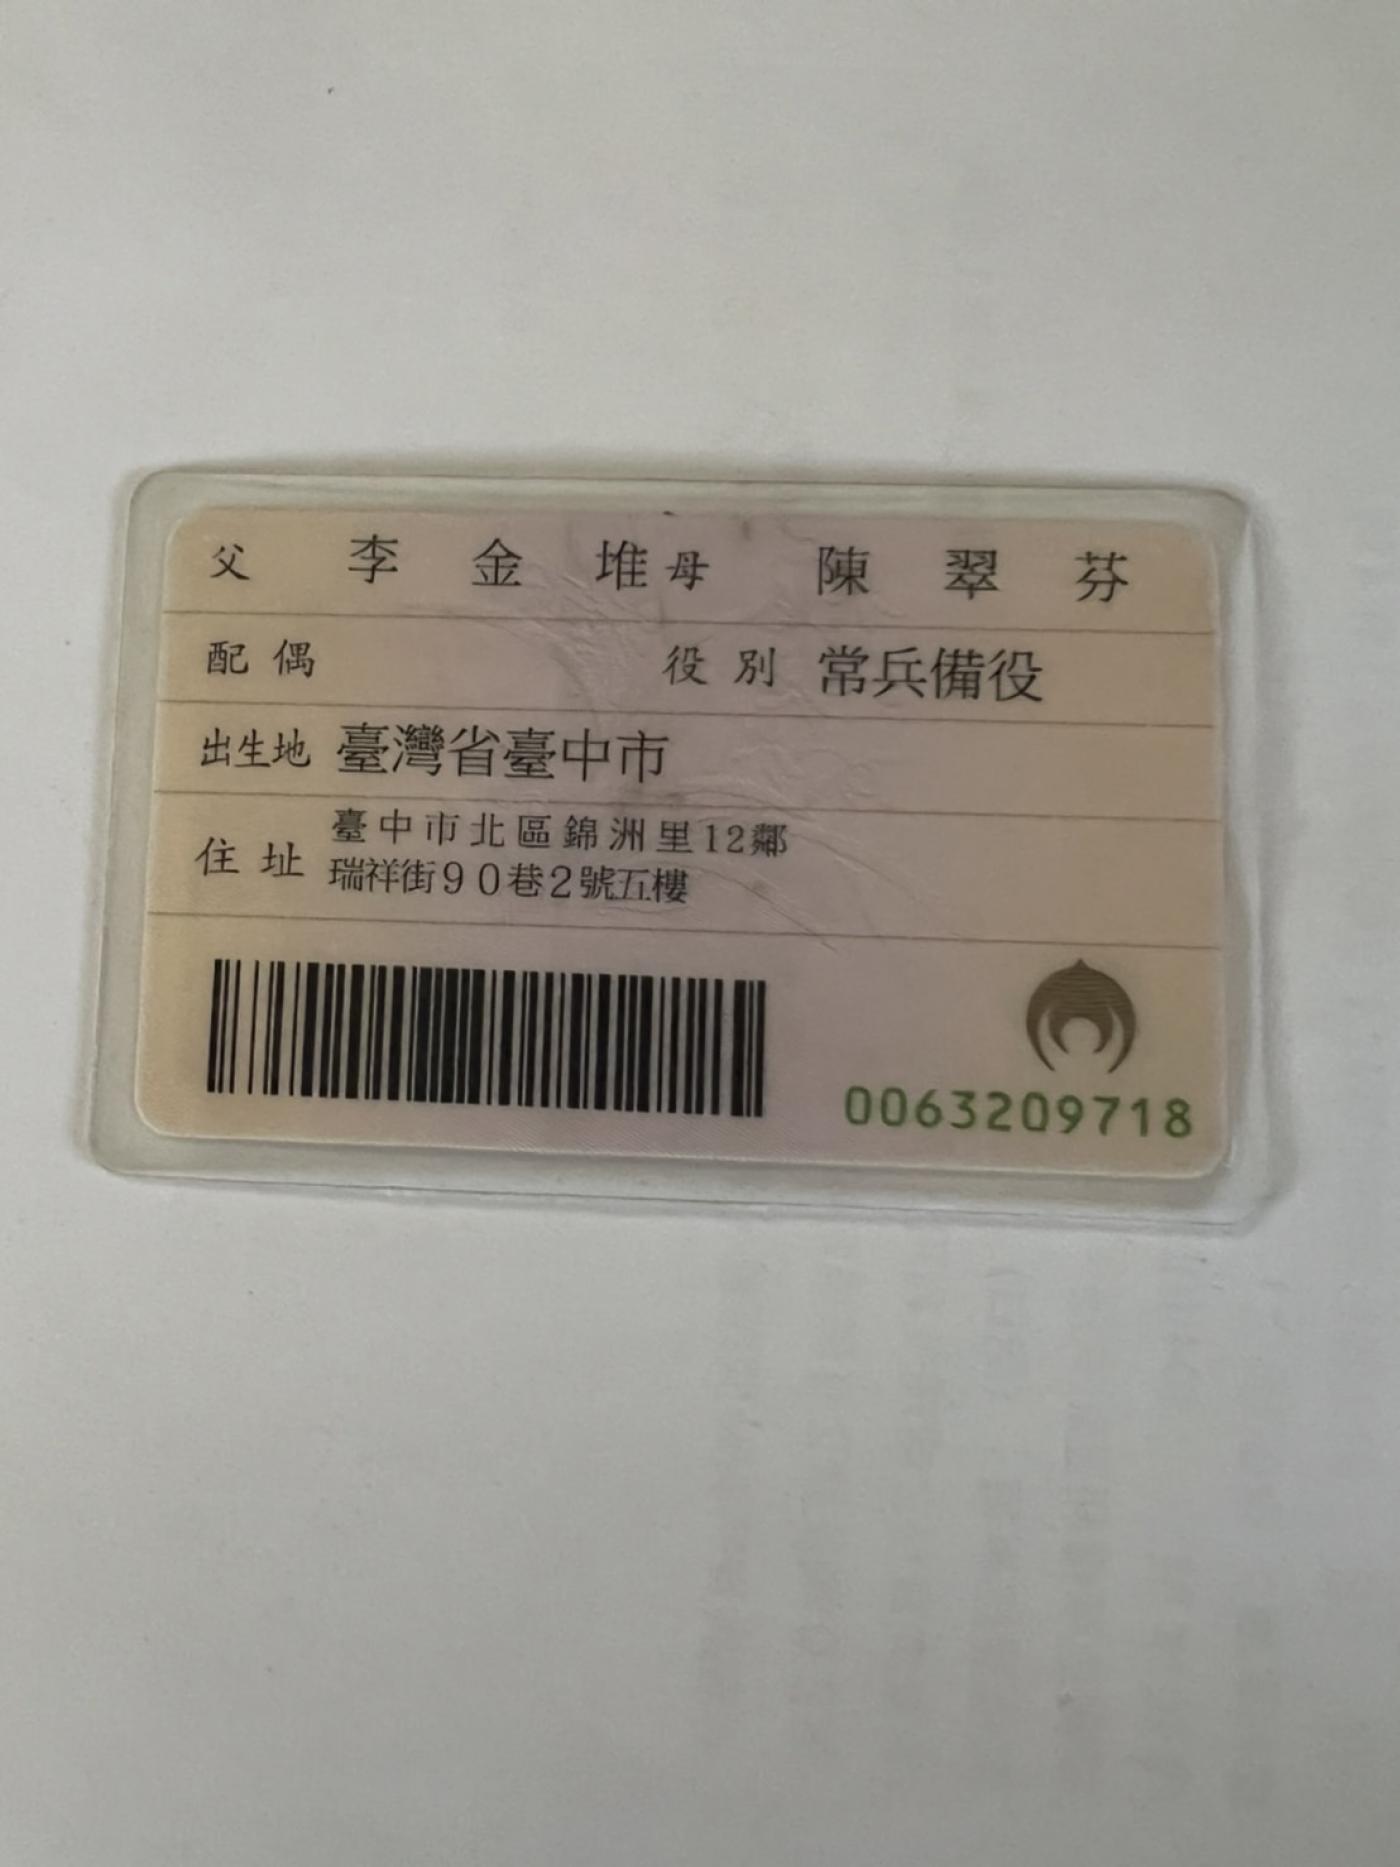 父 李金堆 母 陳翠芬
配偶 役別 常兵備役
出生地 臺灣省臺中市
住址 臺中市北區錦洲里12鄰
瑞祥街90巷2號五樓
0063209718